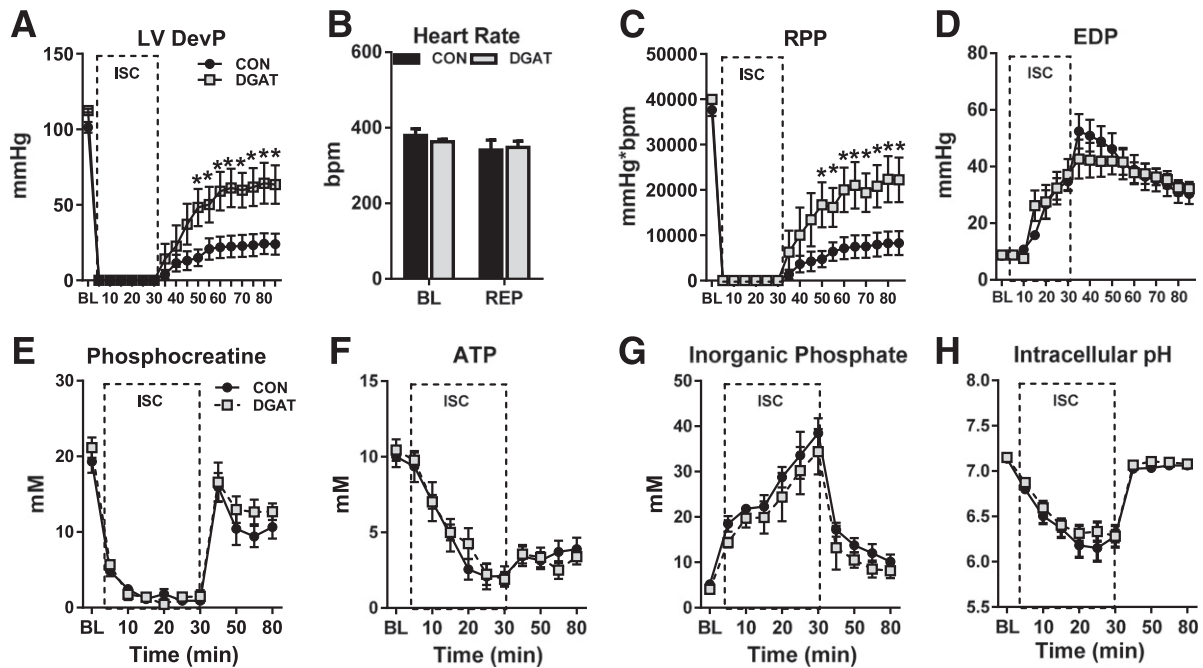 A
LV DevP
150
100
50
0
mmHg
ISC
CON
DGAT
* * * * * * * *
BL 10 20 30 40 50 60 70 80
B
Heart Rate
600
400
200
0
bpm
CON DGAT
BL REP
C
RPP
50000
40000
30000
20000
10000
0
mmHg*bpm
ISC
* * * * * * * *
BL 10 20 30 40 50 60 70 80
D
EDP
80
60
40
20
0
mmHg
ISC
BL 10 20 30 40 50 60 70 80
E
Phosphocreatine
30
20
10
0
mM
ISC
CON
DGAT
BL 10 20 30 50 80
Time (min)
F
ATP
15
10
5
0
mM
ISC
BL 10 20 30 50 80
Time (min)
G
Inorganic Phosphate
50
40
30
20
10
0
mM
ISC
BL 10 20 30 50 80
Time (min)
H
Intracellular pH
8.0
7.5
7.0
6.5
6.0
5.5
ISC
BL 10 20 30 50 80
Time (min)